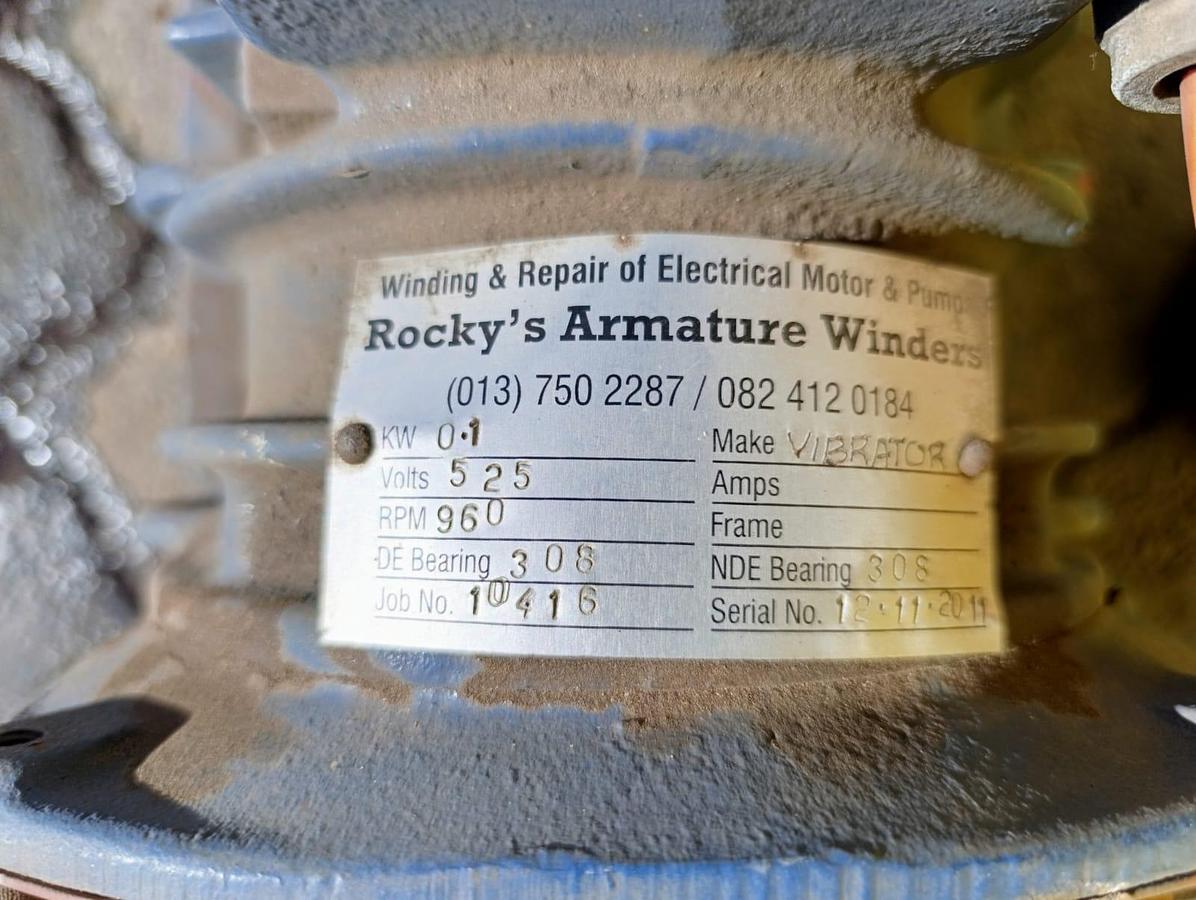 Winding & Repair of Electrical Motor & Pump
Rocky's Armature Winders
(013) 750 2287 / 082 412 0184
KW 0.1
Make VIBRATOR
Volts 525
Amps
RPM 960
Frame
DE Bearing 308
NDE Bearing 308
Job No. 10416
Serial No. 12.11.2011